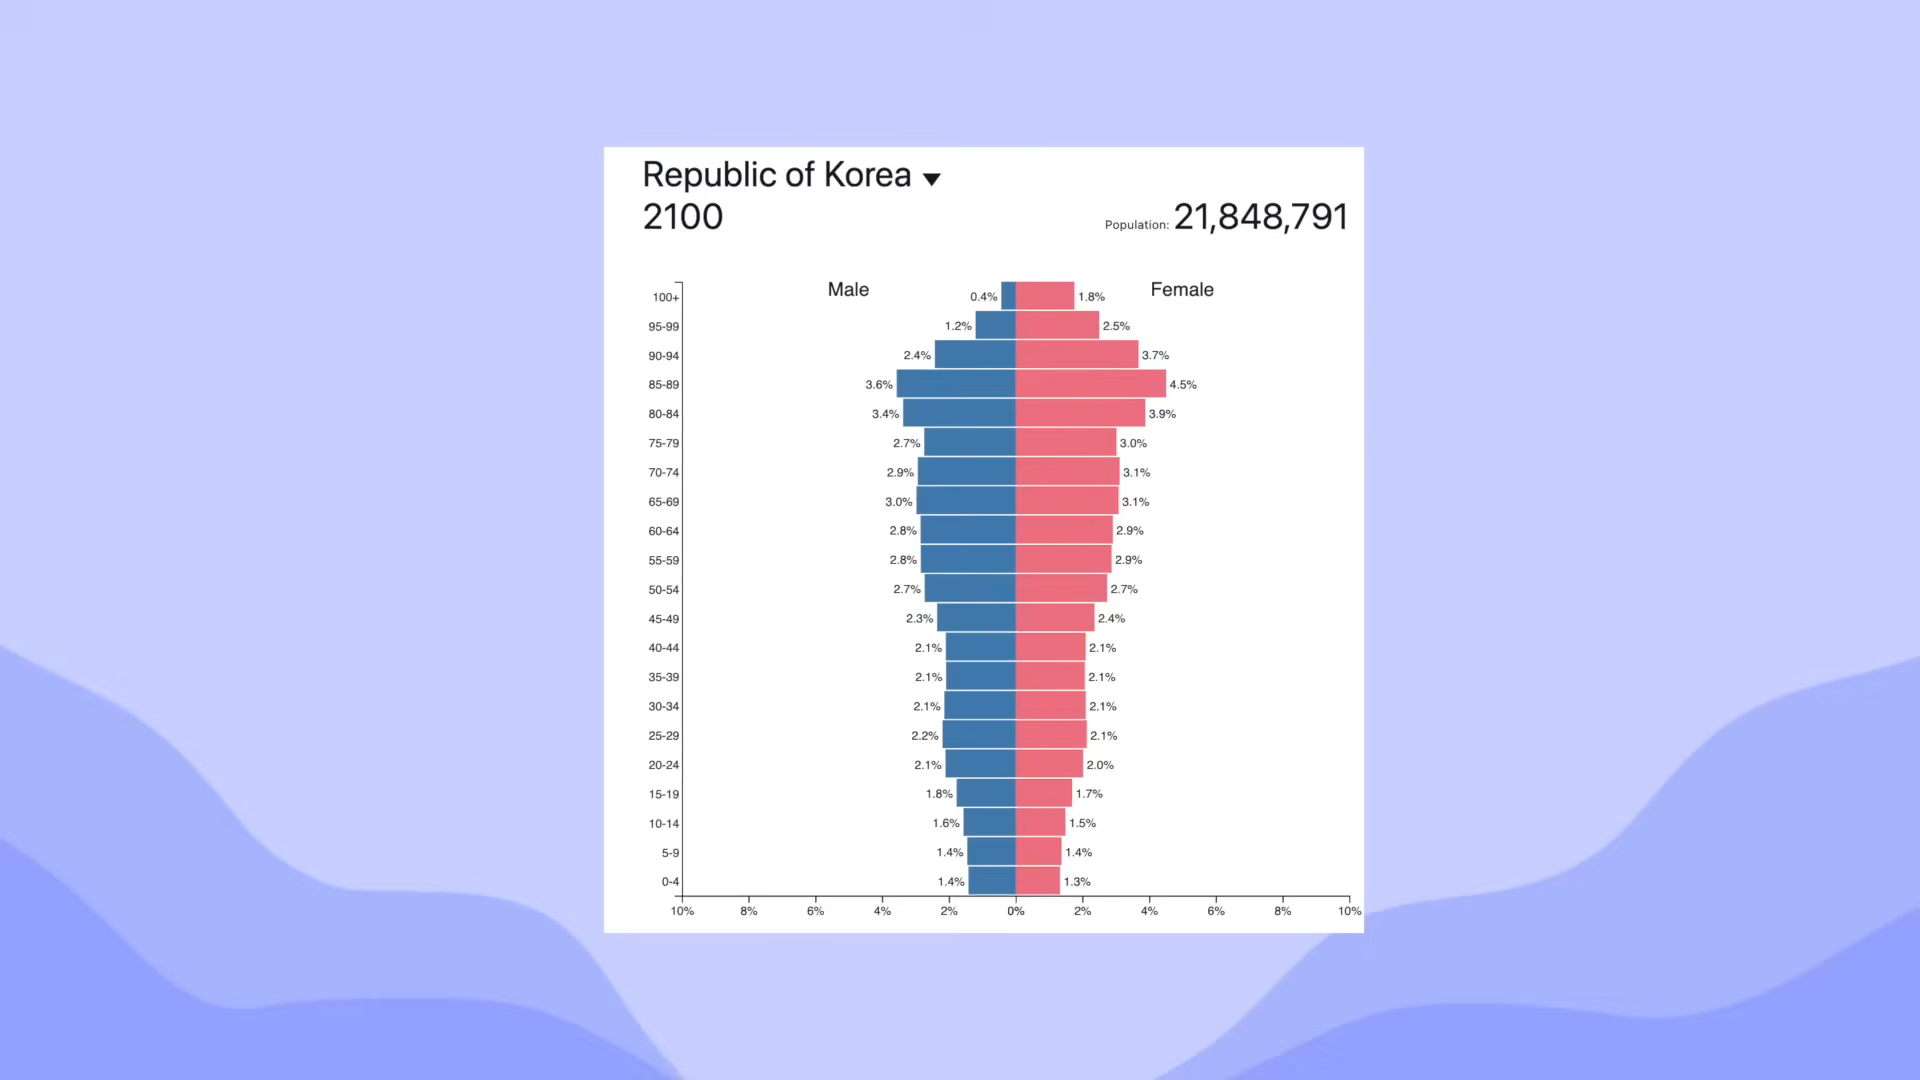 Republic of Korea
2100
Population: 21,848,791
Male Female
100+ 0.4% 1.8%
95-99 1.2% 2.5%
90-94 2.4% 3.7%
85-89 3.6% 4.5%
80-84 3.4% 3.9%
75-79 2.7% 3.0%
70-74 2.9% 3.1%
65-69 3.0% 3.1%
60-64 2.8% 2.9%
55-59 2.8% 2.9%
50-54 2.7% 2.7%
45-49 2.3% 2.4%
40-44 2.1% 2.1%
35-39 2.1% 2.1%
30-34 2.1% 2.1%
25-29 2.2% 2.1%
20-24 2.1% 2.0%
15-19 1.8% 1.7%
10-14 1.6% 1.5%
5-9 1.4% 1.4%
0-4 1.4% 1.3%
10% 8% 6% 4% 2% 0% 2% 4% 6% 8% 10%